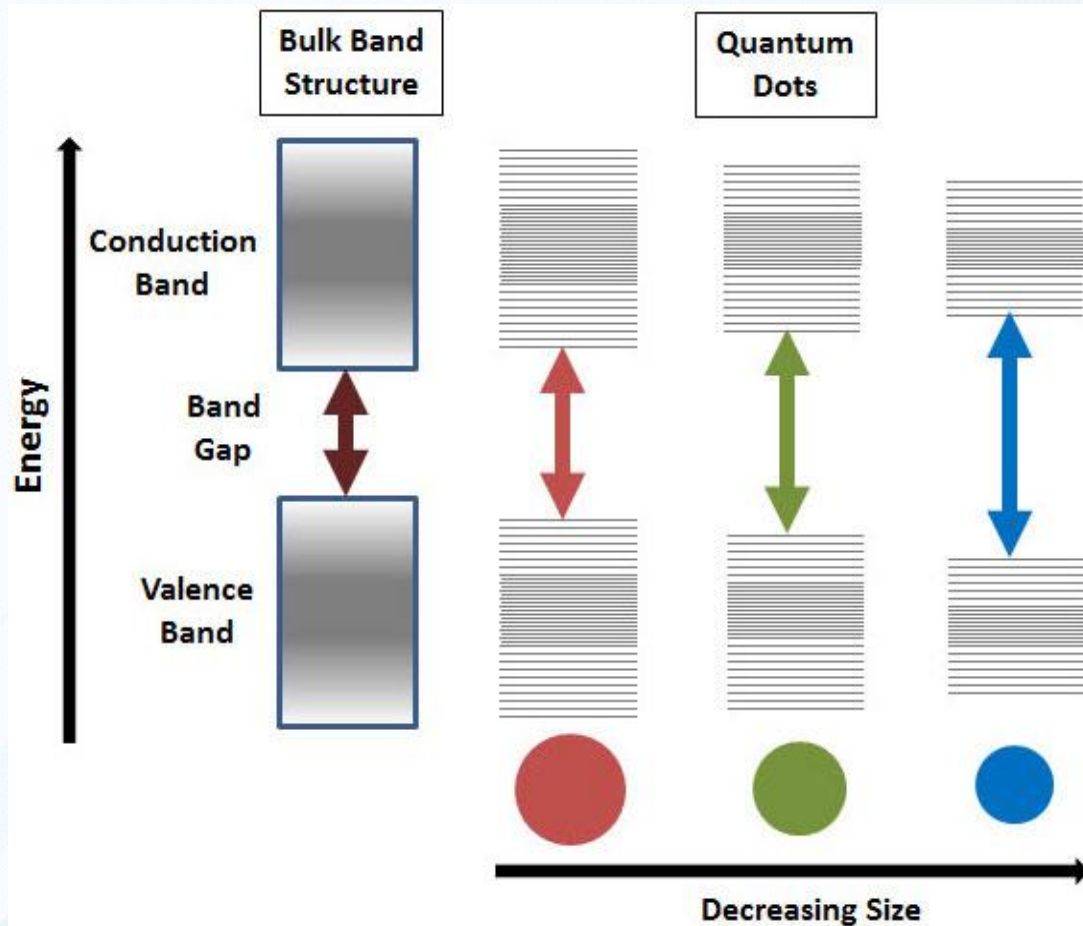 Bulk Band
Structure
Quantum
Dots
Conduction
Band
Band
Gap
Valence
Band
Energy
Decreasing Size